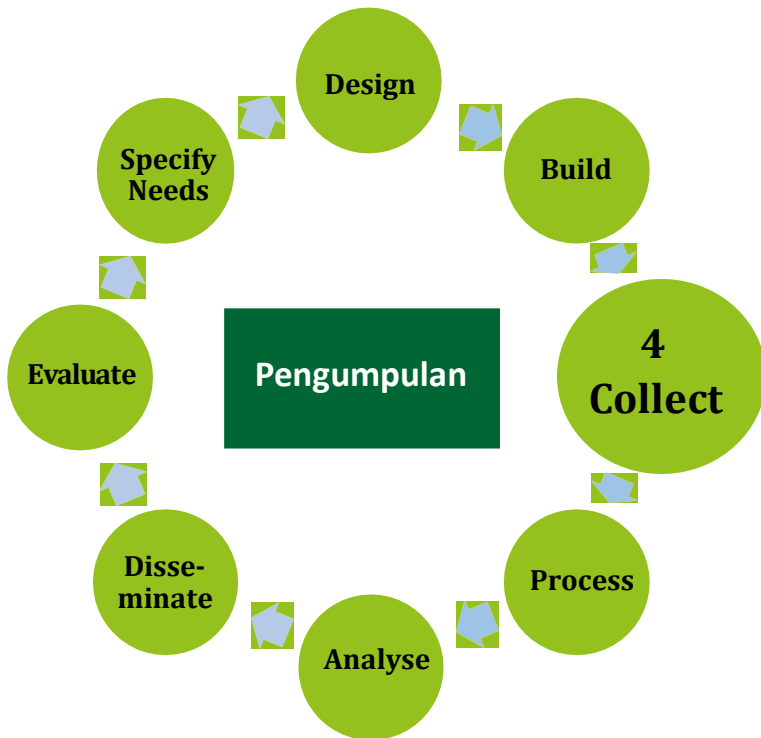 Design
Specify
Needs
Build
Evaluate
Pengumpulan
4
Collect
Disse-
minate
Process
Analyse